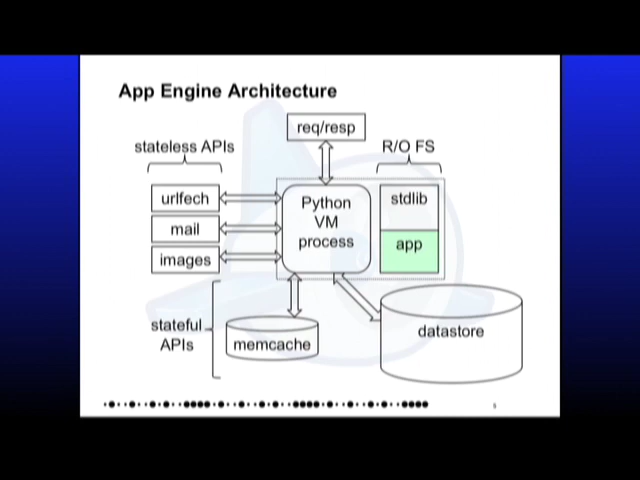 App Engine Architecture
req/resp
stateless APIs
R/O FS
urlfech
mail
images
Python
VM
process
stdlib
app
stateful
APIs
memcache
datastore